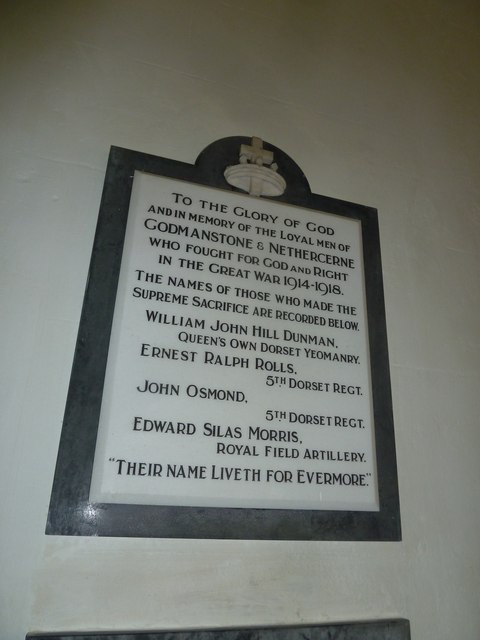 TO THE GLORY OF GOD
AND IN MEMORY OF THE LOYAL MEN OF
GODMANSTONE & NETHERCERNE
WHO FOUGHT FOR GOD AND RIGHT
IN THE GREAT WAR 1914-1918.
THE NAMES OF THOSE WHO MADE THE
SUPREME SACRIFICE ARE RECORDED BELOW.
WILLIAM JOHN HILL DUNMAN,
QUEEN'S OWN DORSET YEOMANRY.
ERNEST RALPH ROLLS,
5TH DORSET REGT.
JOHN OSMOND,
5TH DORSET REGT.
EDWARD SILAS MORRIS,
ROYAL FIELD ARTILLERY.
"THEIR NAME LIVETH FOR EVERMORE."